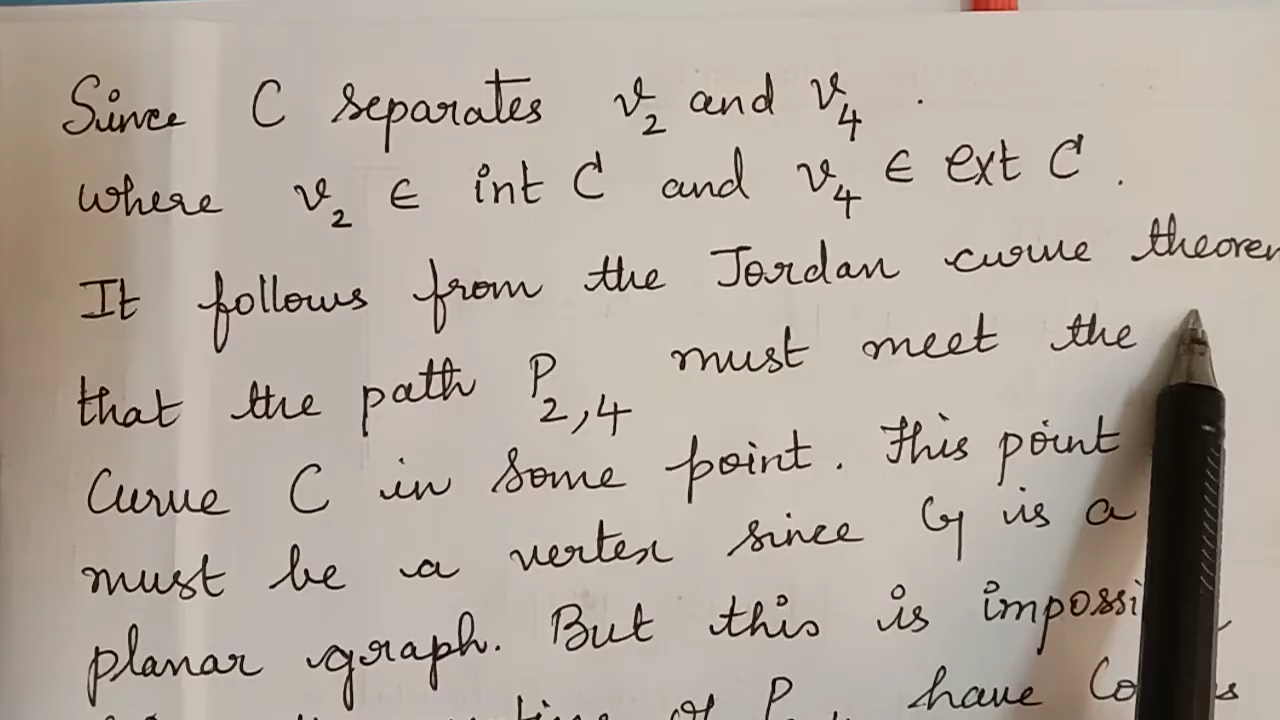 Since C separates v₂ and v₄.
where v₂ ∈ int C and v₄ ∈ ext C.
It follows from the Jordan curve
that the path P₂,₄ must meet the
curve C in some point. This point
must be a vertex since G is a
planar graph. But this is
of P have